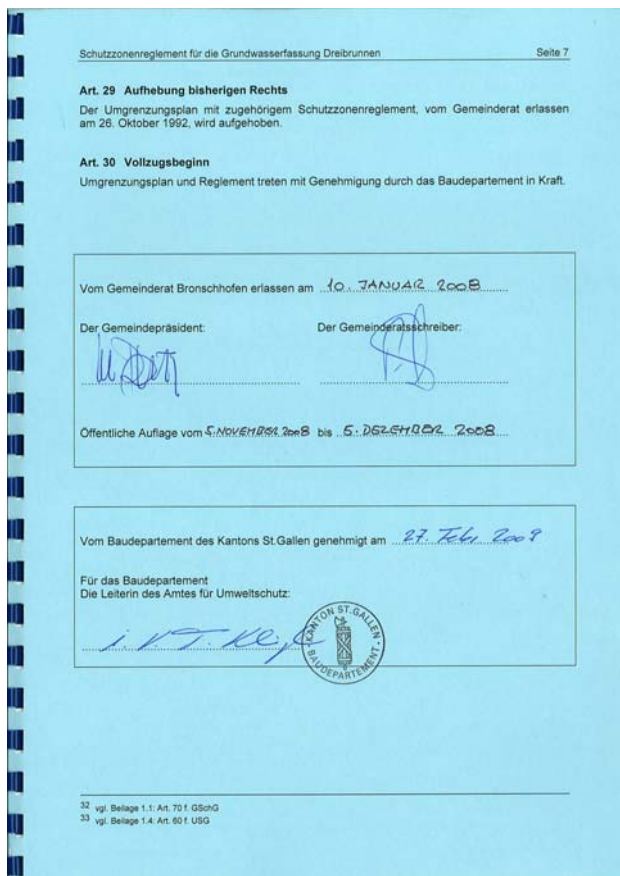 Schutzzonenreglement für die Grundwasserfassung Dreibrunnen Seite 7
Art. 29 Aufhebung bisherigen Rechts
Der Umgrenzungsplan mit zugehörigem Schutzzonenreglement, vom Gemeinderat erlassen
am 26. Oktober 1992, wird aufgehoben.
Art. 30 Vollzugsbeginn
Umgrenzungsplan und Reglement treten mit Genehmigung durch das Baudepartement in Kraft.
Vom Gemeinderat Bronschhofen erlassen am 10. JANUAR 2008
Der Gemeindepräsident: Der Gemeinderatsschreiber:
Öffentliche Auflage vom 5. NOVEMBER 2008 bis 5. DEZEMBER 2008
Vom Baudepartement des Kantons St.Gallen genehmigt am 27. Feb. 2009
Für das Baudepartement
Die Leiterin des Amtes für Umweltschutz:
KANTON ST.GALLEN
BAUDEPARTEMENT
32 vgl. Beilage 1.1: Art. 70 f. GSchG
33 vgl. Beilage 1.4: Art. 60 f. USG